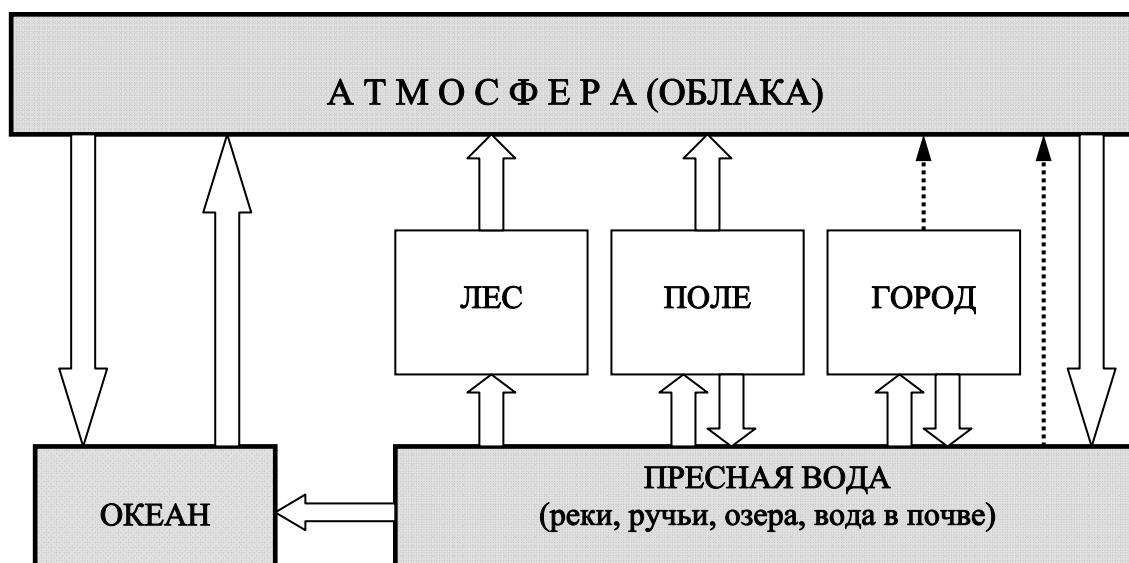 А Т М О С Ф Е Р А (ОБЛАКА)
ЛЕС
ПОЛЕ
ГОРОД
ОКЕАН
ПРЕСНАЯ ВОДА
(реки, ручьи, озера, вода в почве)